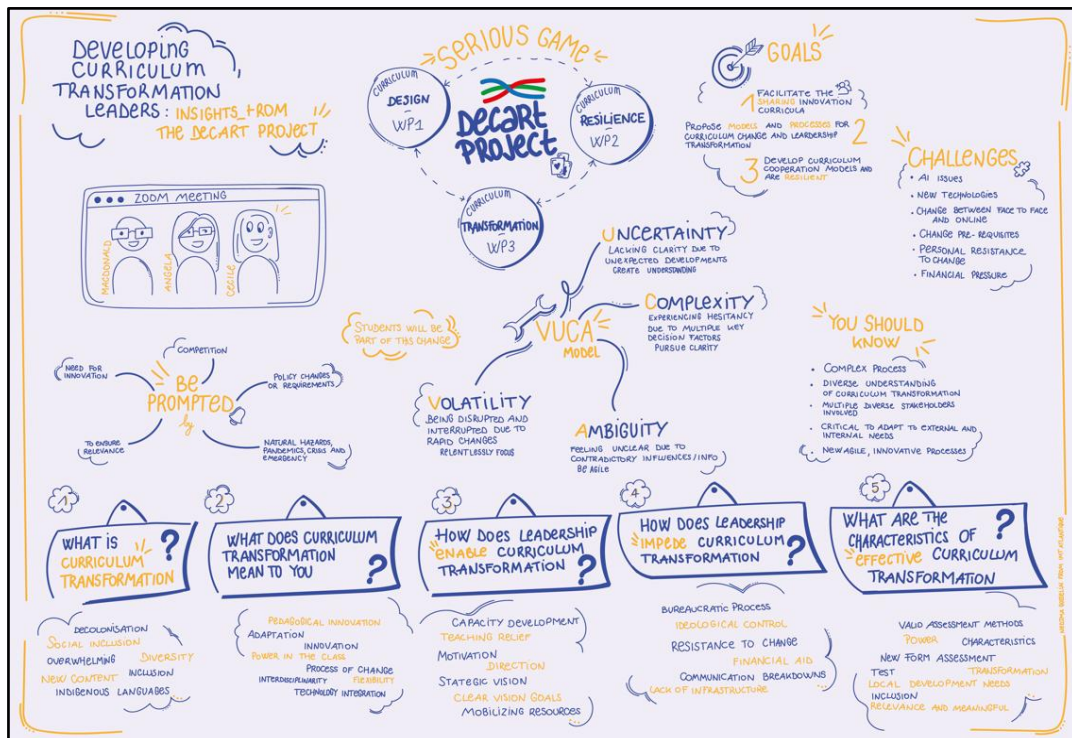 DEVELOPING
CURRICULUM
TRANSFORMATION
LEADERS: INSIGHTS FROM
THE DECART PROJECT
SERIOUS GAME
CURRICULUM
DESIGN
WP1
DECART
PROJECT
CURRICULUM
RESILIENCE
WP2
CURRICULUM
TRANSFORMATION
WP3
GOALS
1 FACILITATE THE
SHARING INNOVATION
CURRICULA
PROPOSE MODELS AND PROCESSES FOR 2
CURRICULUM CHANGE AND LEADERSHIP
TRANSFORMATION
3 DEVELOP CURRICULUM
COOPERATION MODELS AND
ARE RESILIENT
CHALLENGES
• AI ISSUES
• NEW TECHNOLOGIES
• CHANGE BETWEEN FACE TO FACE
AND ONLINE
• CHANGE PRE-REQUISITES
• PERSONAL RESISTANCE
TO CHANGE
• FINANCIAL PRESSURE
ZOOM MEETING
MACDONALD
ANGELA
CECILE
STUDENTS WILL BE
PART OF THIS CHANGE
VUCA
MODEL
UNCERTAINTY
LACKING CLARITY DUE TO
UNEXPECTED DEVELOPMENTS
CREATE UNDERSTANDING
COMPLEXITY
EXPERIENCING HESITANCY
DUE TO MULTIPLE KEY
DECISION FACTORS
PURSUE CLARITY
VOLATILITY
BEING DISRUPTED AND
INTERRUPTED DUE TO
RAPID CHANGES
RELENTLESSLY FOCUS
AMBIGUITY
FEELING UNCLEAR DUE TO
CONTRADICTORY INFLUENCES/INFO
BE AGILE
YOU SHOULD
KNOW
• COMPLEX PROCESS
• DIVERSE UNDERSTANDING
OF CURRICULUM TRANSFORMATION
• MULTIPLE DIVERSE STAKEHOLDERS
INVOLVED
• CRITICAL TO ADAPT TO EXTERNAL AND
INTERNAL NEEDS
• NEW AGILE, INNOVATIVE PROCESSES
BE
PROMPTED
by
COMPETITION
NEED FOR
INNOVATION
POLICY CHANGES
OR REQUIREMENTS
TO ENSURE
RELEVANCE
NATURAL HAZARDS,
PANDEMICS, CRISIS AND
EMERGENCY
1
WHAT IS
CURRICULUM
TRANSFORMATION ?
DECOLONISATION
SOCIAL INCLUSION
OVERWHELMING DIVERSITY
NEW CONTENT INCLUSION
INDIGENOUS LANGUAGES
2
WHAT DOES CURRICULUM
TRANSFORMATION
MEAN TO YOU ?
PEDAGOGICAL INNOVATION
ADAPTATION
INNOVATION
POWER IN THE CLASS
PROCESS OF CHANGE
INTERDISCIPLINARITY FLEXIBILITY
TECHNOLOGY INTEGRATION
3
HOW DOES LEADERSHIP
ENABLE CURRICULUM
TRANSFORMATION ?
CAPACITY DEVELOPMENT
TEACHING RELIEF
MOTIVATION
DIRECTION
STATEGIC VISION
CLEAR VISION GOALS
MOBILIZING RESOURCES
4
HOW DOES LEADERSHIP
IMPEDE CURRICULUM
TRANSFORMATION ?
BUREAUCRATIC PROCESS
IDEOLOGICAL CONTROL
RESISTANCE TO CHANGE
FINANCIAL AID
COMMUNICATION BREAKDOWNS
LACK OF INFRASTRUCTURE
5
WHAT ARE THE
CHARACTERISTICS OF ?
EFFECTIVE CURRICULUM
TRANSFORMATION
VALID ASSESSMENT METHODS
POWER CHARACTERISTICS
NEW FORM ASSESSMENT
TEST TRANSFORMATION
LOCAL DEVELOPMENT NEEDS
INCLUSION
RELEVANCE AND MEANINGFUL
FROM IMT ATLANTIQUE